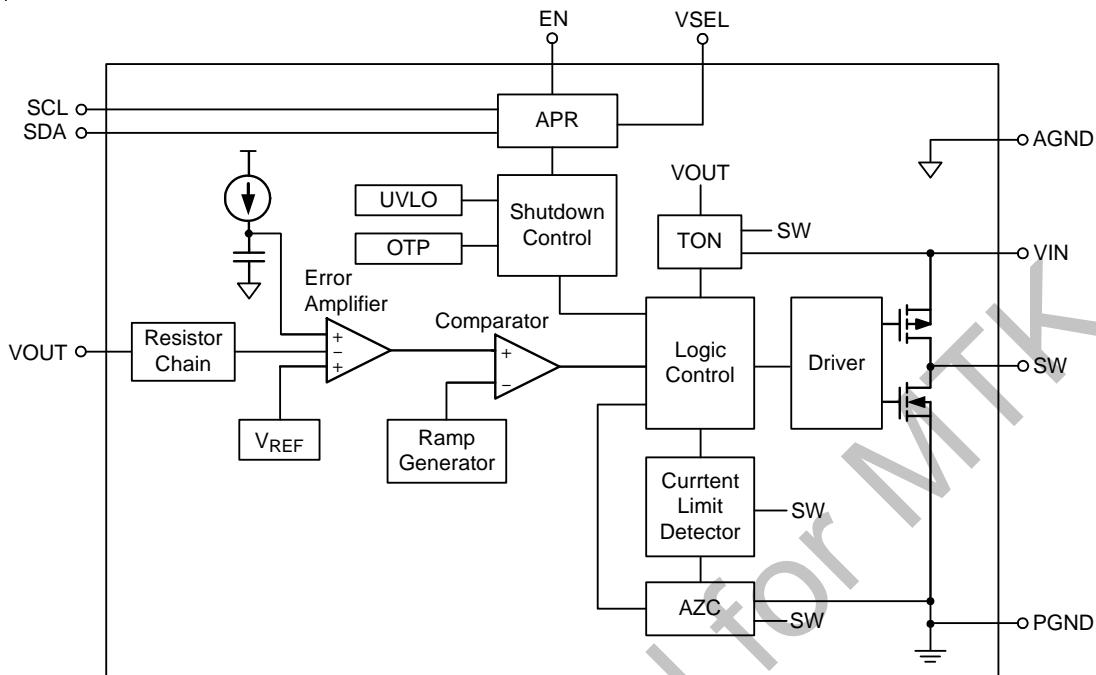 EN
VSEL
SCL
SDA
APR
AGND
VOUT
UVLO
Shutdown
Control
OTP
TON
SW
VIN
Error
Amplifier
Comparator
VOUT
Resistor
Chain
+
−
+
+
−
Logic
Control
Driver
SW
VREF
Ramp
Generator
Currtent
Limit
Detector
SW
AZC
SW
PGND
for MTK